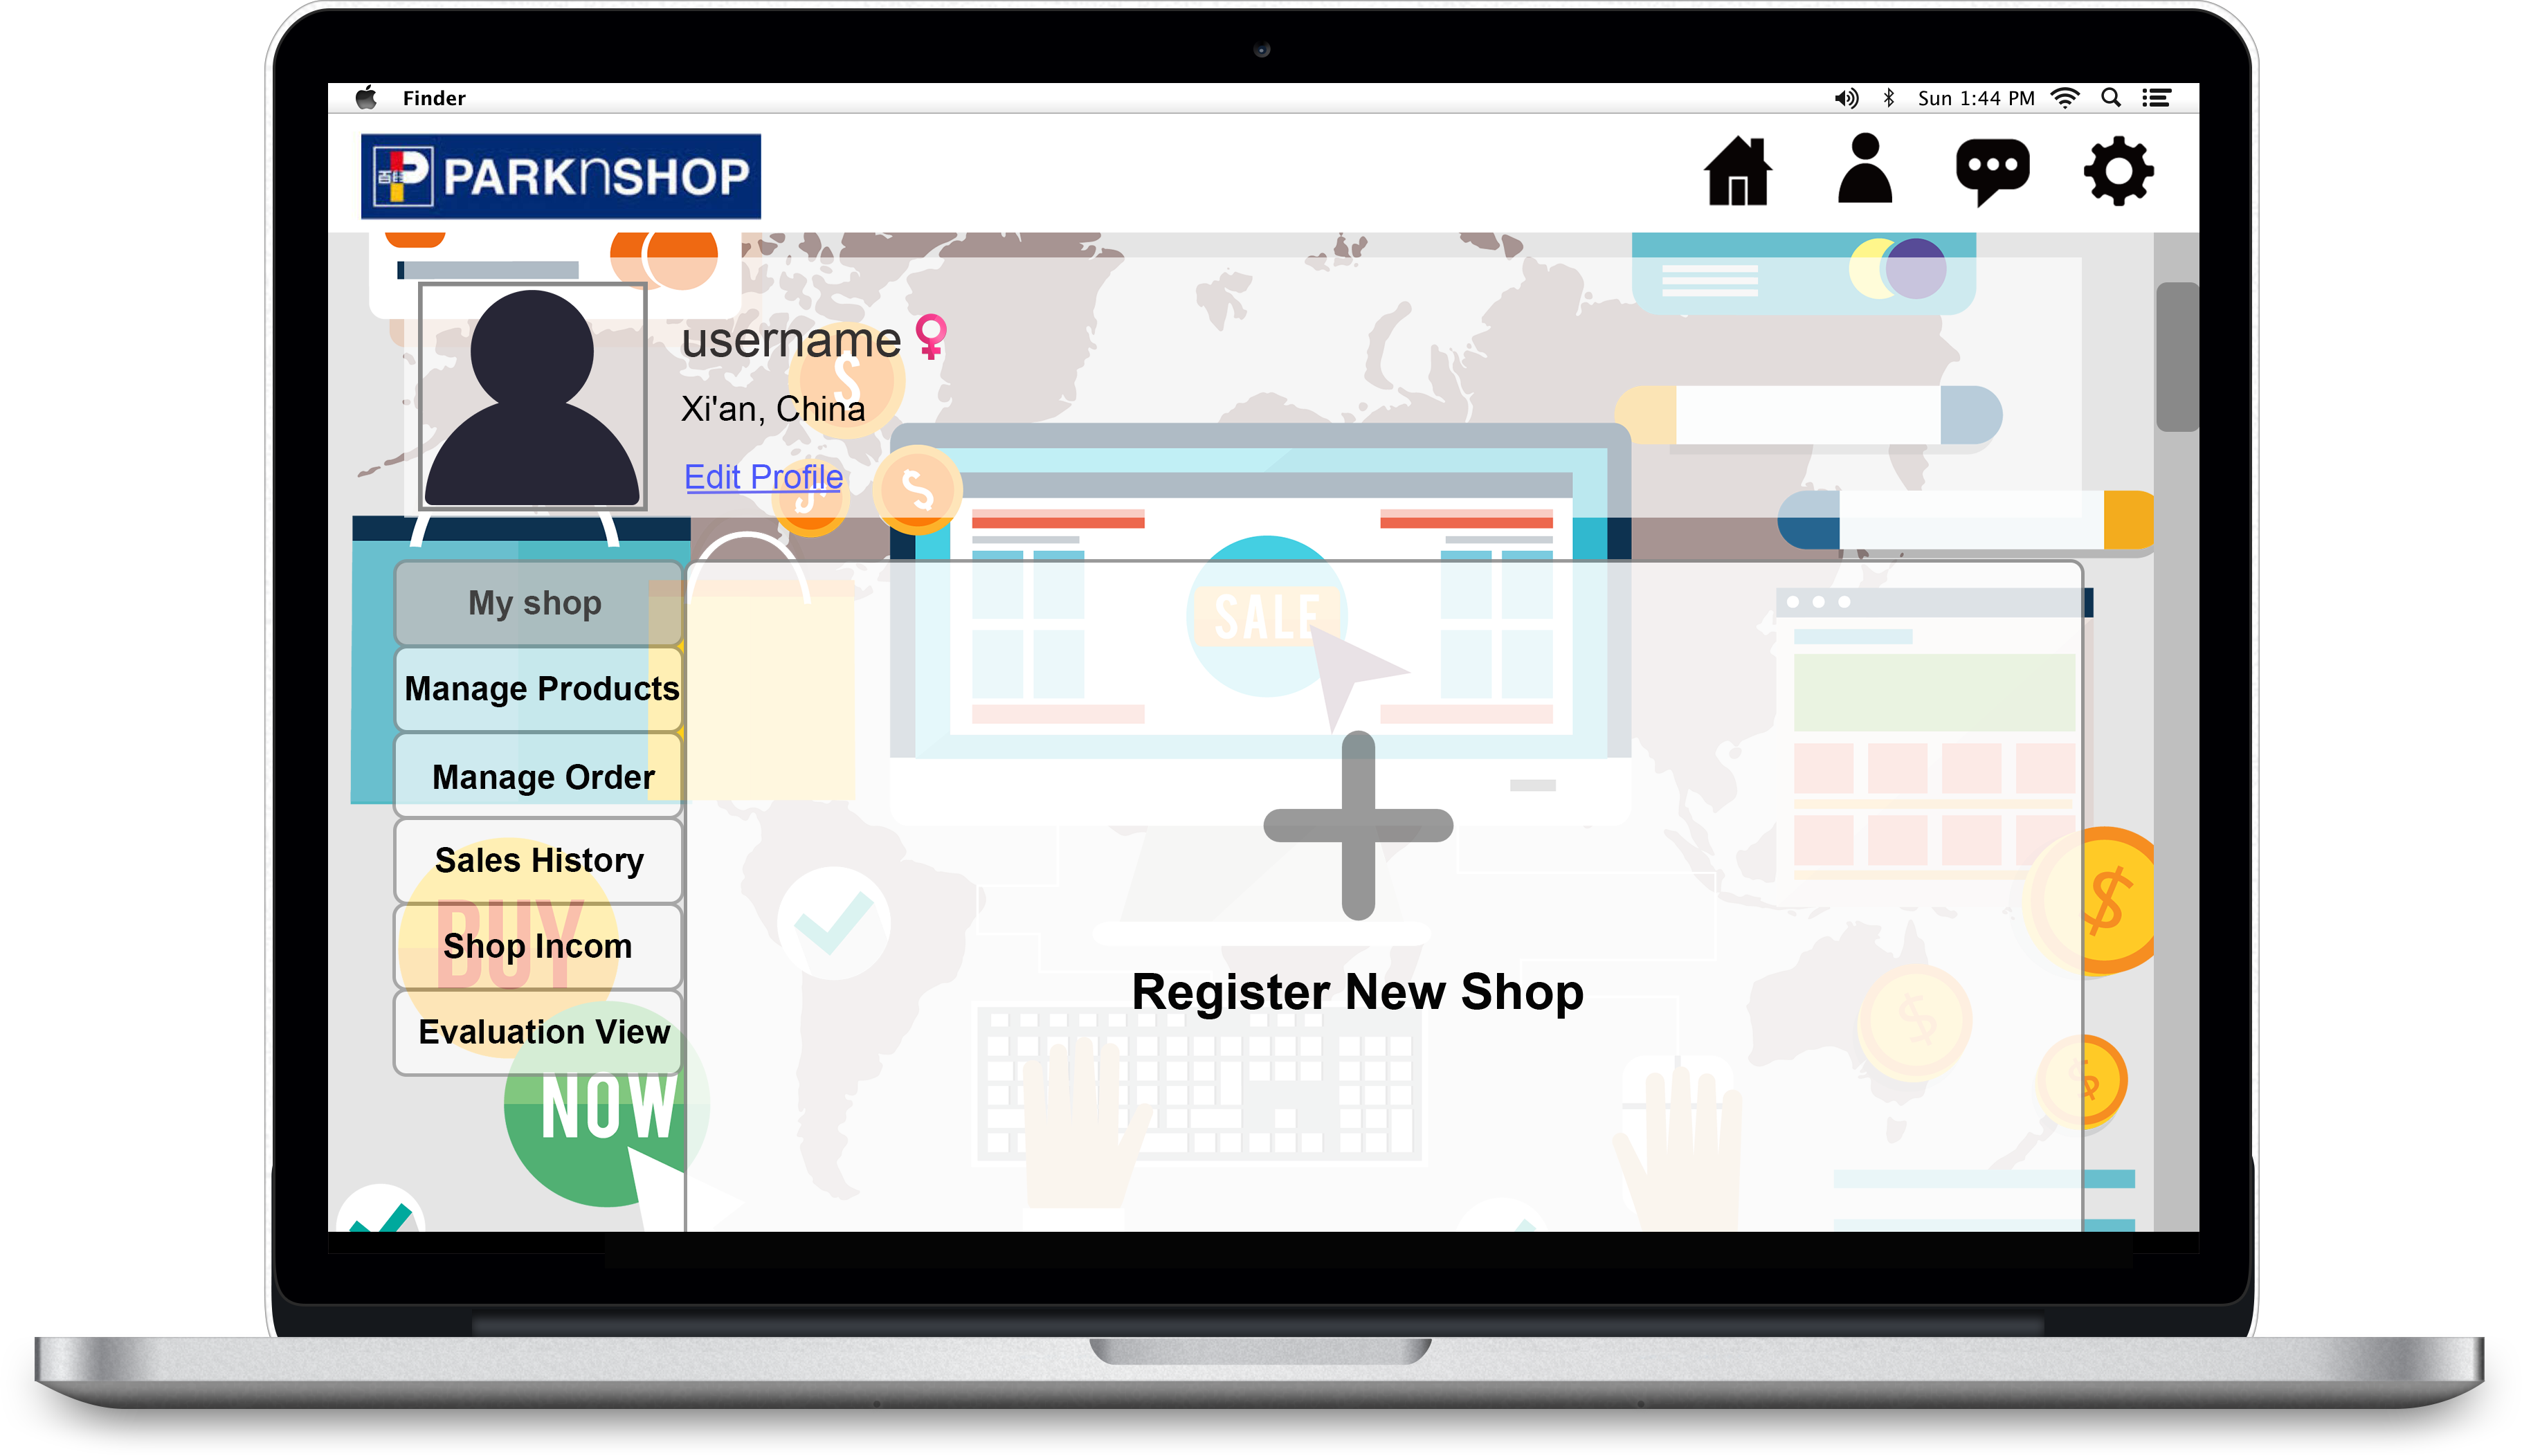 Finder
Sun 1:44 PM
百佳 PARKnSHOP
username
Xi'an, China
Edit Profile
My shop
Manage Products
Manage Order
Sales History
Shop Incom
Evaluation View
SALE
BUY
NOW
Register New Shop